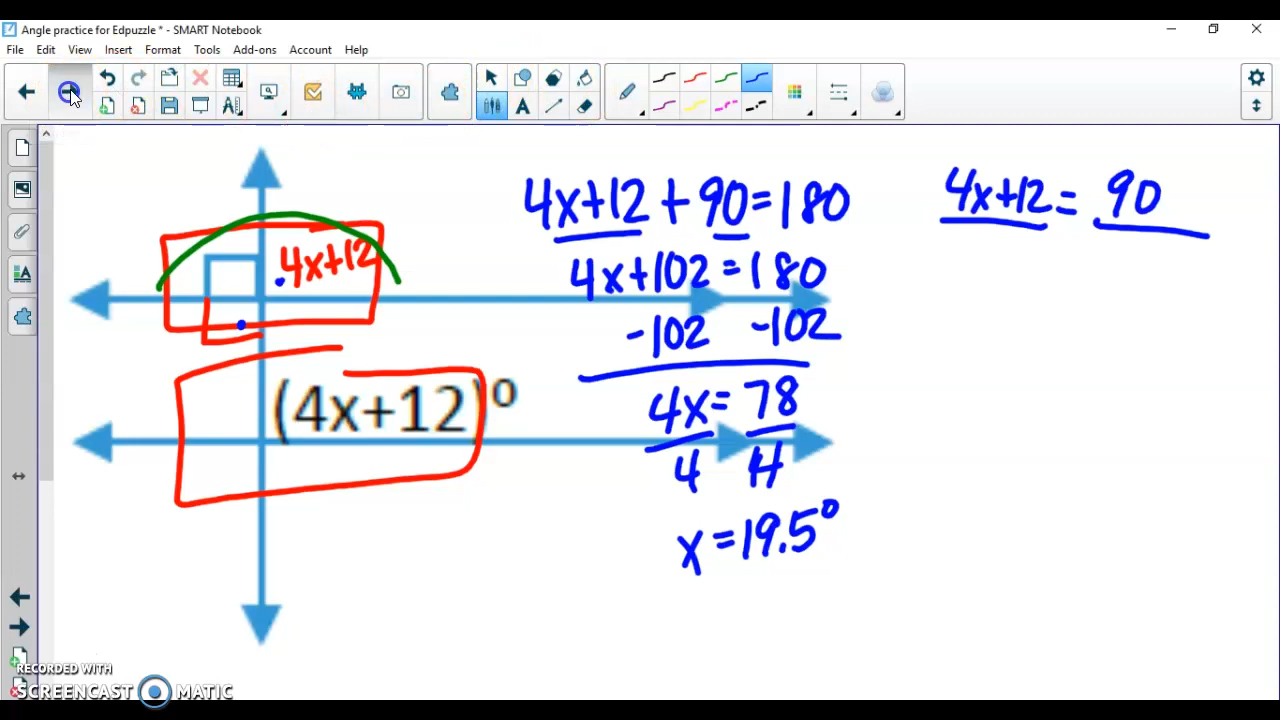 Angle practice for Edpuzzle * - SMART Notebook
File Edit View Insert Format Tools Add-ons Account Help
4x+12 + 90 = 180
4x+12 = 90
4x+12
4x+102 = 180
-102 -102
(4x+12)°
4x = 78
4 4
x = 19.5°
RECORDED WITH
SCREENCAST MATIC